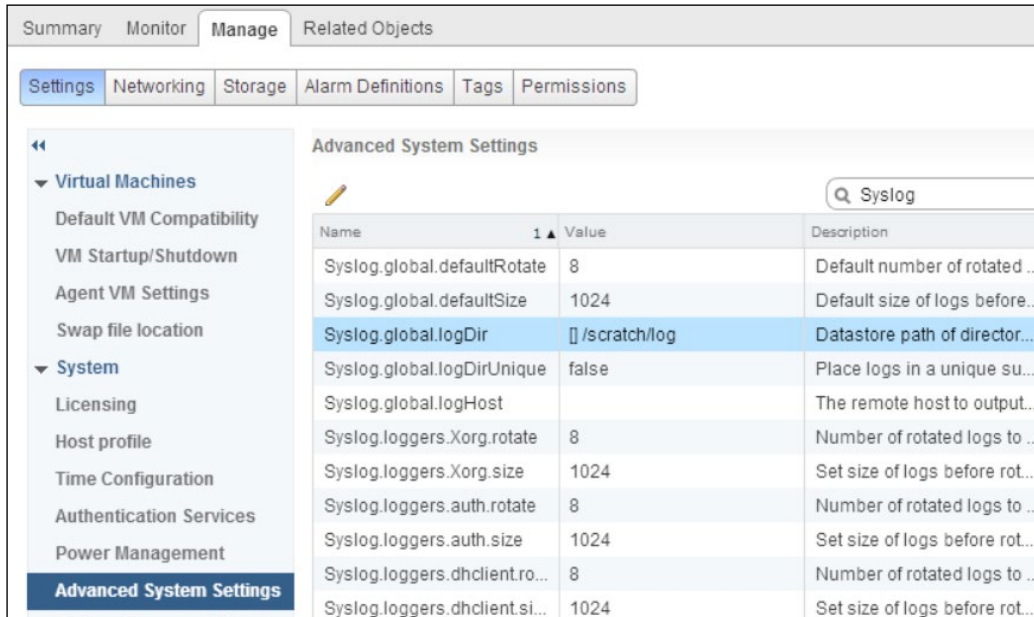 Summary Monitor Manage Related Objects
Settings Networking Storage Alarm Definitions Tags Permissions
Virtual Machines
Default VM Compatibility
VM Startup/Shutdown
Agent VM Settings
Swap file location
System
Licensing
Host profile
Time Configuration
Authentication Services
Power Management
Advanced System Settings
Advanced System Settings
Syslog
Name 1 Value Description
Syslog.global.defaultRotate 8 Default number of rotated ...
Syslog.global.defaultSize 1024 Default size of logs before...
Syslog.global.logDir [] /scratch/log Datastore path of director...
Syslog.global.logDirUnique false Place logs in a unique su...
Syslog.global.logHost The remote host to output...
Syslog.loggers.Xorg.rotate 8 Number of rotated logs to ...
Syslog.loggers.Xorg.size 1024 Set size of logs before rot...
Syslog.loggers.auth.rotate 8 Number of rotated logs to ...
Syslog.loggers.auth.size 1024 Set size of logs before rot...
Syslog.loggers.dhclient.ro... 8 Number of rotated logs to ...
Syslog.loggers.dhclient.si... 1024 Set size of logs before rot...